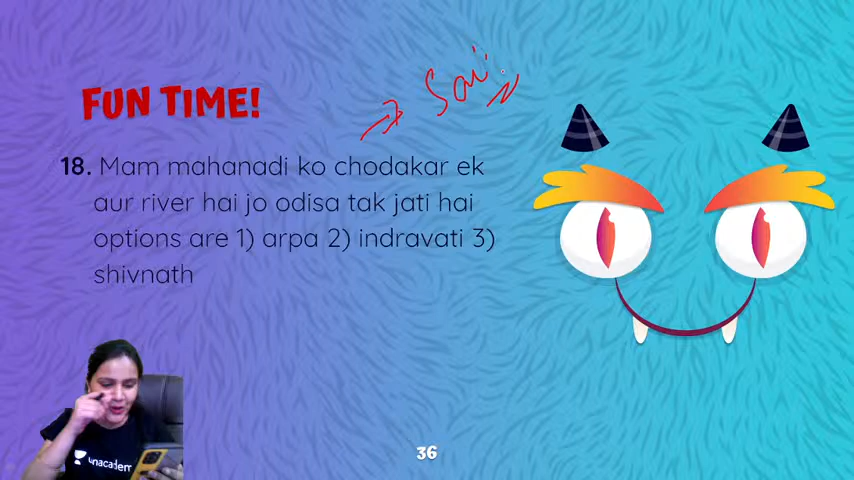 FUN TIME!
18. Mam mahanadi ko chodakar ek
aur river hai jo odisa tak jati hai
options are 1) arpa 2) indravati 3)
shivnath
unacadem
36